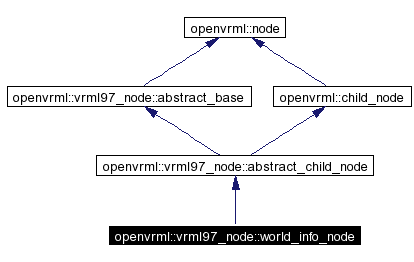 openvrml::node
openvrml::vrml97_node::abstract_base
openvrml::child_node
openvrml::vrml97_node::abstract_child_node
openvrml::vrml97_node::world_info_node